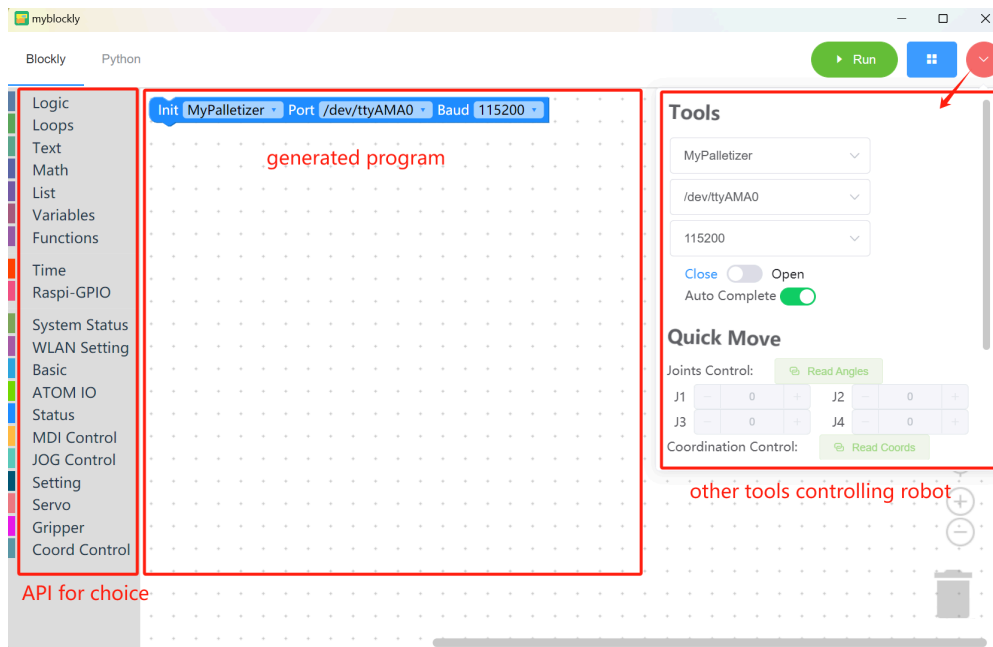 myblockly
Blockly Python
Run
Logic
Loops
Text
Math
List
Variables
Functions
Time
Raspi-GPIO
System Status
WLAN Setting
Basic
ATOM IO
Status
MDI Control
JOG Control
Setting
Servo
Gripper
Coord Control
API for choice
Init MyPalletizer Port /dev/ttyAMA0 Baud 115200
generated program
Tools
MyPalletizer
/dev/ttyAMA0
115200
Close Open
Auto Complete
Quick Move
Joints Control: Read Angles
J1 − 0 + J2 − 0 +
J3 − 0 + J4 − 0 +
Coordination Control: Read Coords
other tools controlling robot